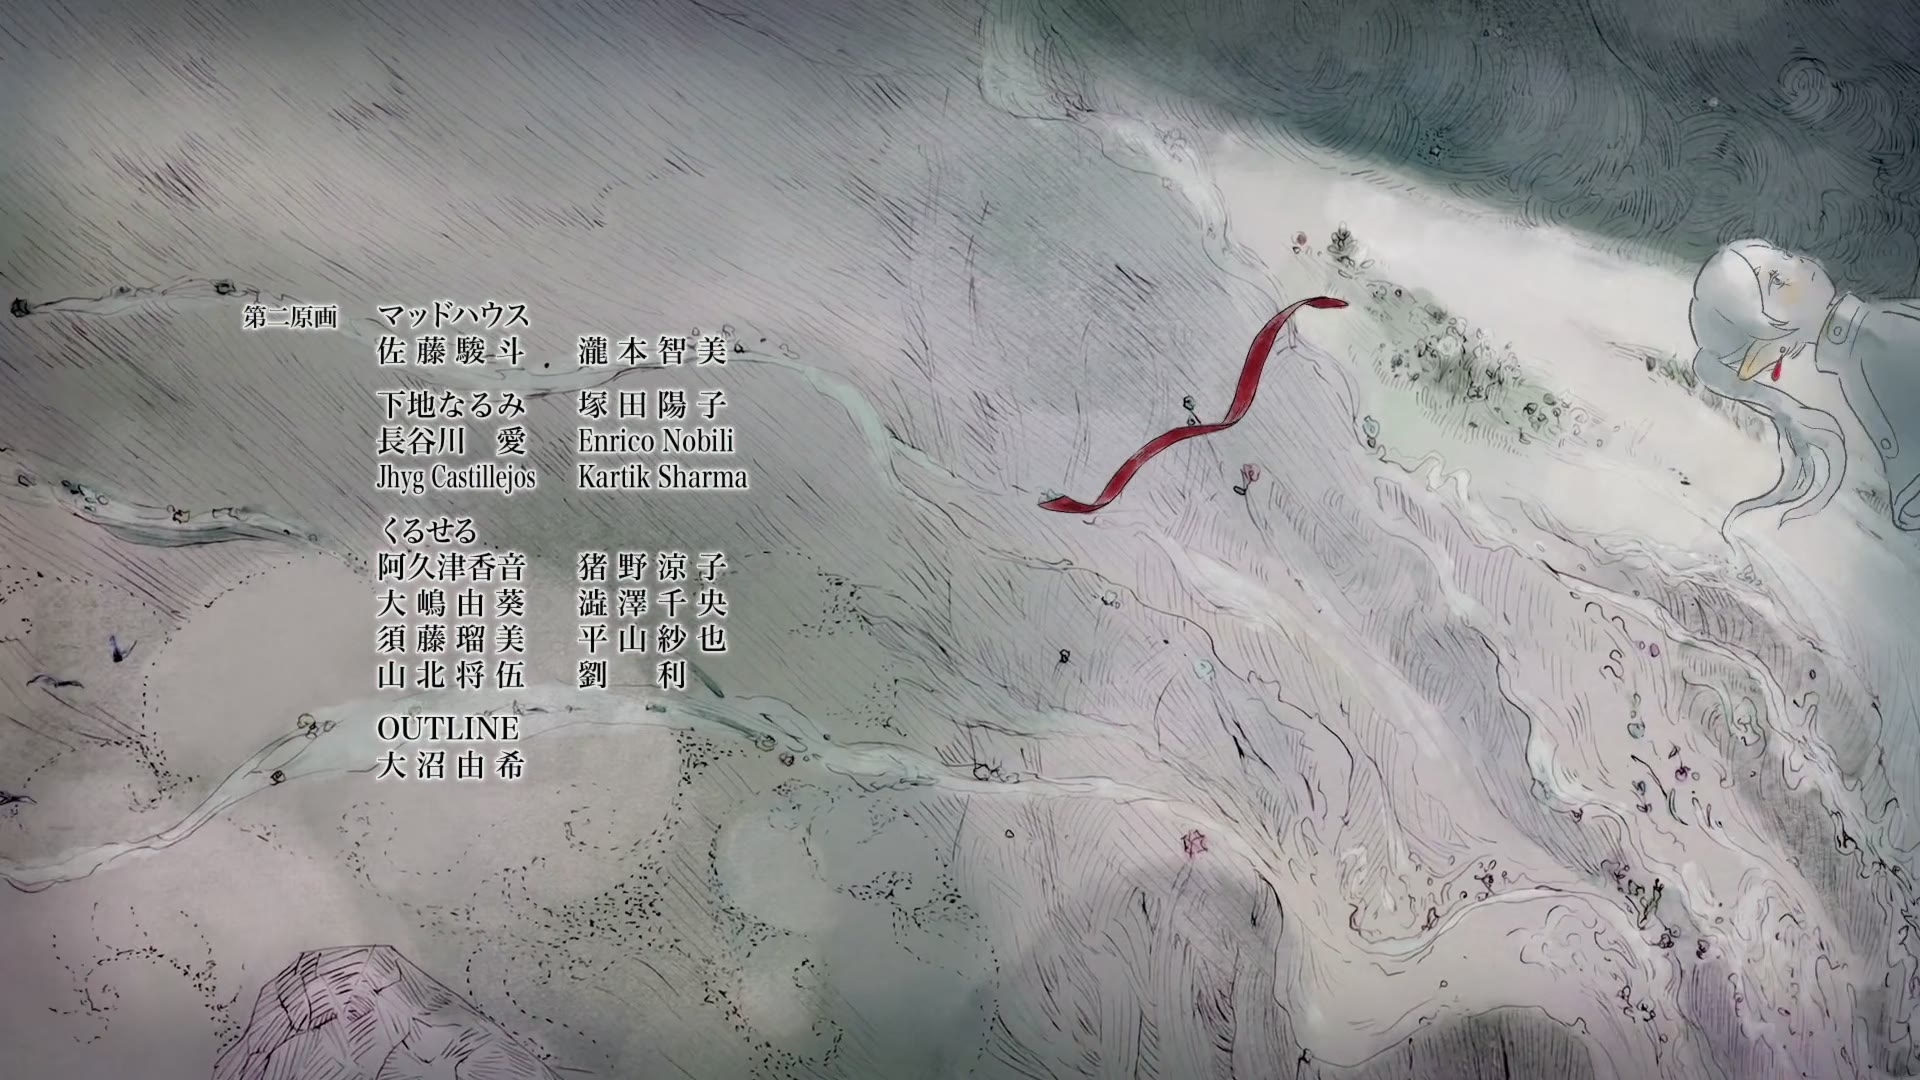 第二原画 マッドハウス
佐藤駿斗 瀧本智美
下地なるみ 塚田陽子
長谷川 愛 Enrico Nobili
Jhyg Castillejos Kartik Sharma
くるせる
阿久津香音 猪野涼子
大嶋由葵 澁澤千央
須藤瑠美 平山紗也
山北将伍 劉 利
OUTLINE
大沼由希